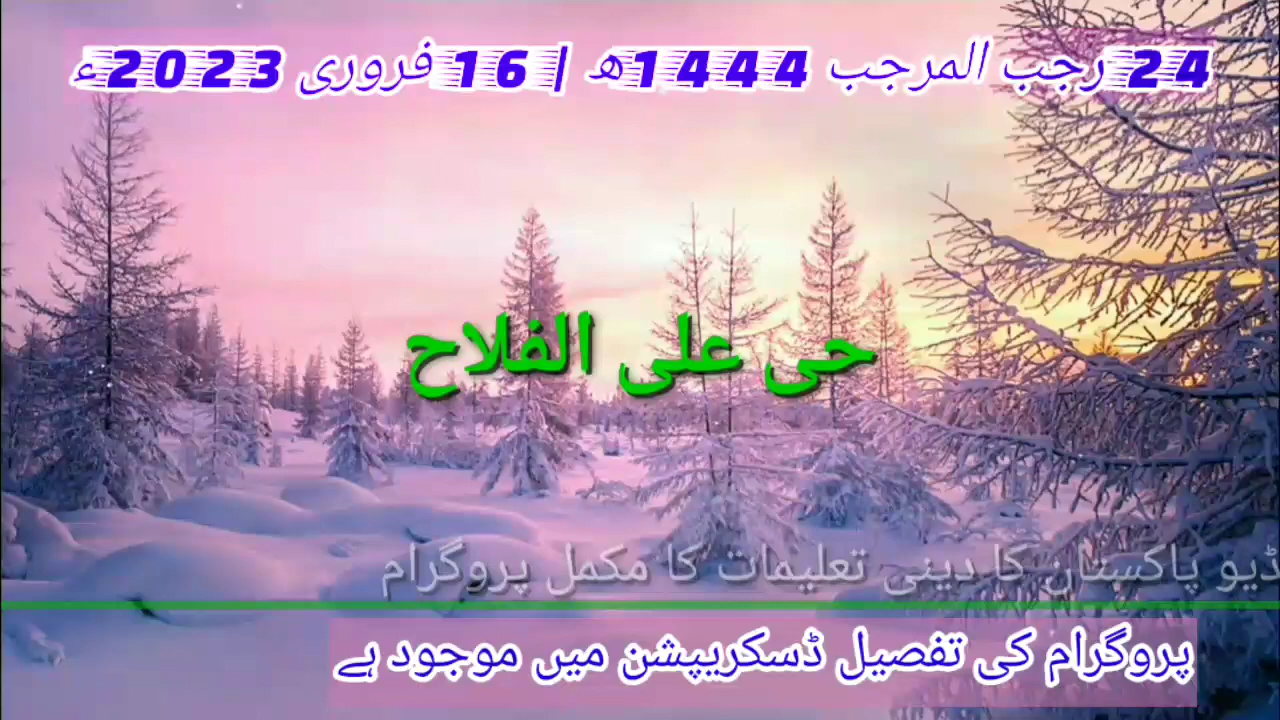 24 رجب المرجب 1444ھ | 16 فروری 2023ء
حی علی الفلاح
ڈیو پاکستان کا دینی تعلیمات کا مکمل پروگرام
پروگرام کی تفصیل ڈسکریپشن میں موجود ہے